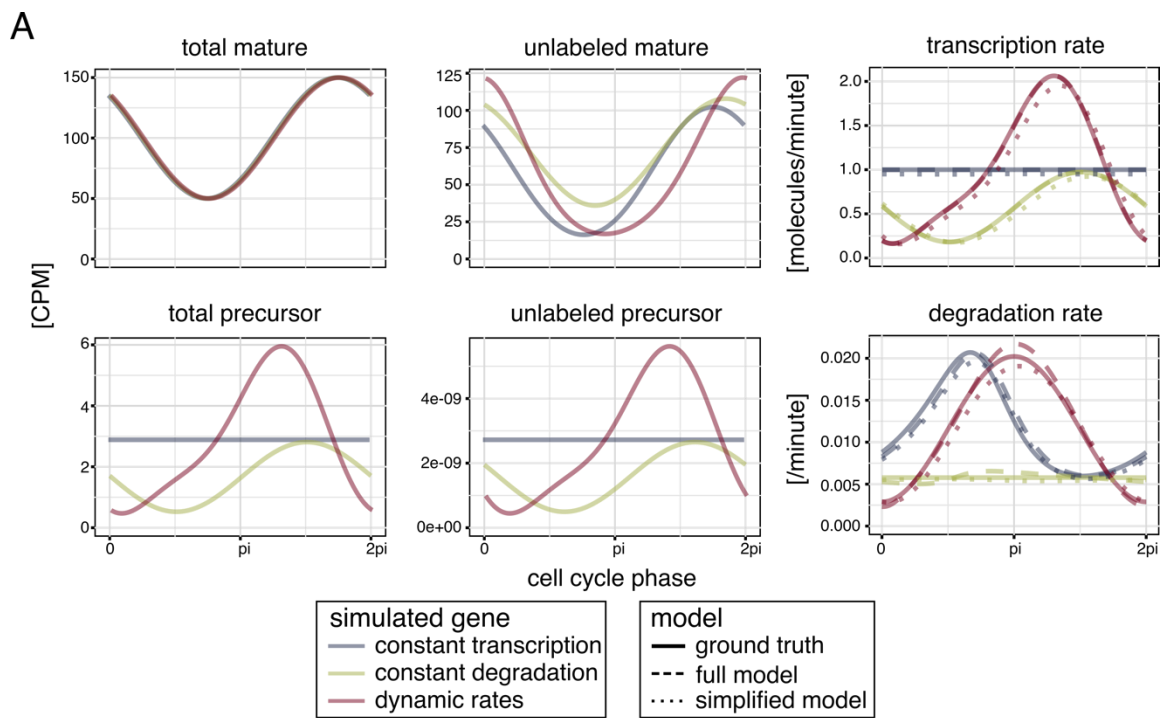 A
total mature
unlabeled mature
transcription rate
150
100
50
0
125
100
75
50
25
0
[molecules/minute]
2.0
1.5
1.0
0.5
0.0
[CPM]
total precursor
unlabeled precursor
degradation rate
6
4
2
0
4e-09
2e-09
0e+00
[/minute]
0.020
0.015
0.010
0.005
0.000
0 pi 2pi
0 pi 2pi
0 pi 2pi
cell cycle phase
simulated gene
constant transcription
constant degradation
dynamic rates
model
ground truth
full model
simplified model